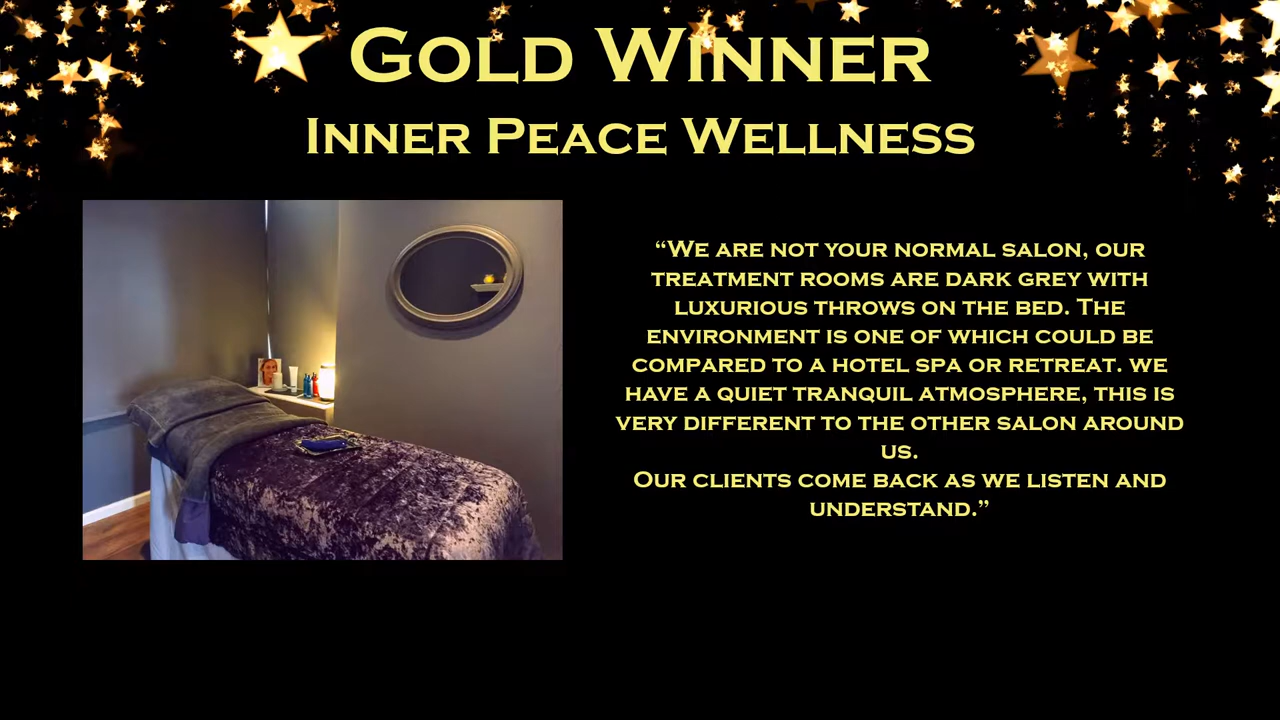 Gold Winner
Inner Peace Wellness
“We are not your normal salon, our
treatment rooms are dark grey with
luxurious throws on the bed. The
environment is one of which could be
compared to a hotel spa or retreat. we
have a quiet tranquil atmosphere, this is
very different to the other salon around
us.
Our clients come back as we listen and
understand.”